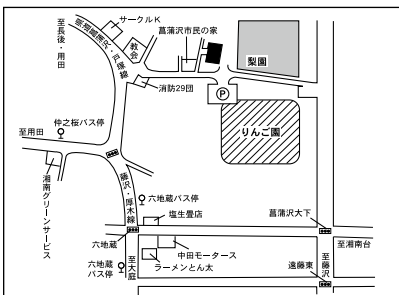 サークルK
菖蒲沢市民の家
至長後・用田
県道菖蒲沢・戸塚線
教会
梨園
消防29団
P
りんご園
仲之桜バス停
至用田
湘南グリーンサービス
藤沢・厚木線
六地蔵バス停
塩生畳店
菖蒲沢大下
六地蔵
至湘南台
中田モータース
六地蔵
バス停
至大庭
ラーメンとん太
遠藤東
至藤沢